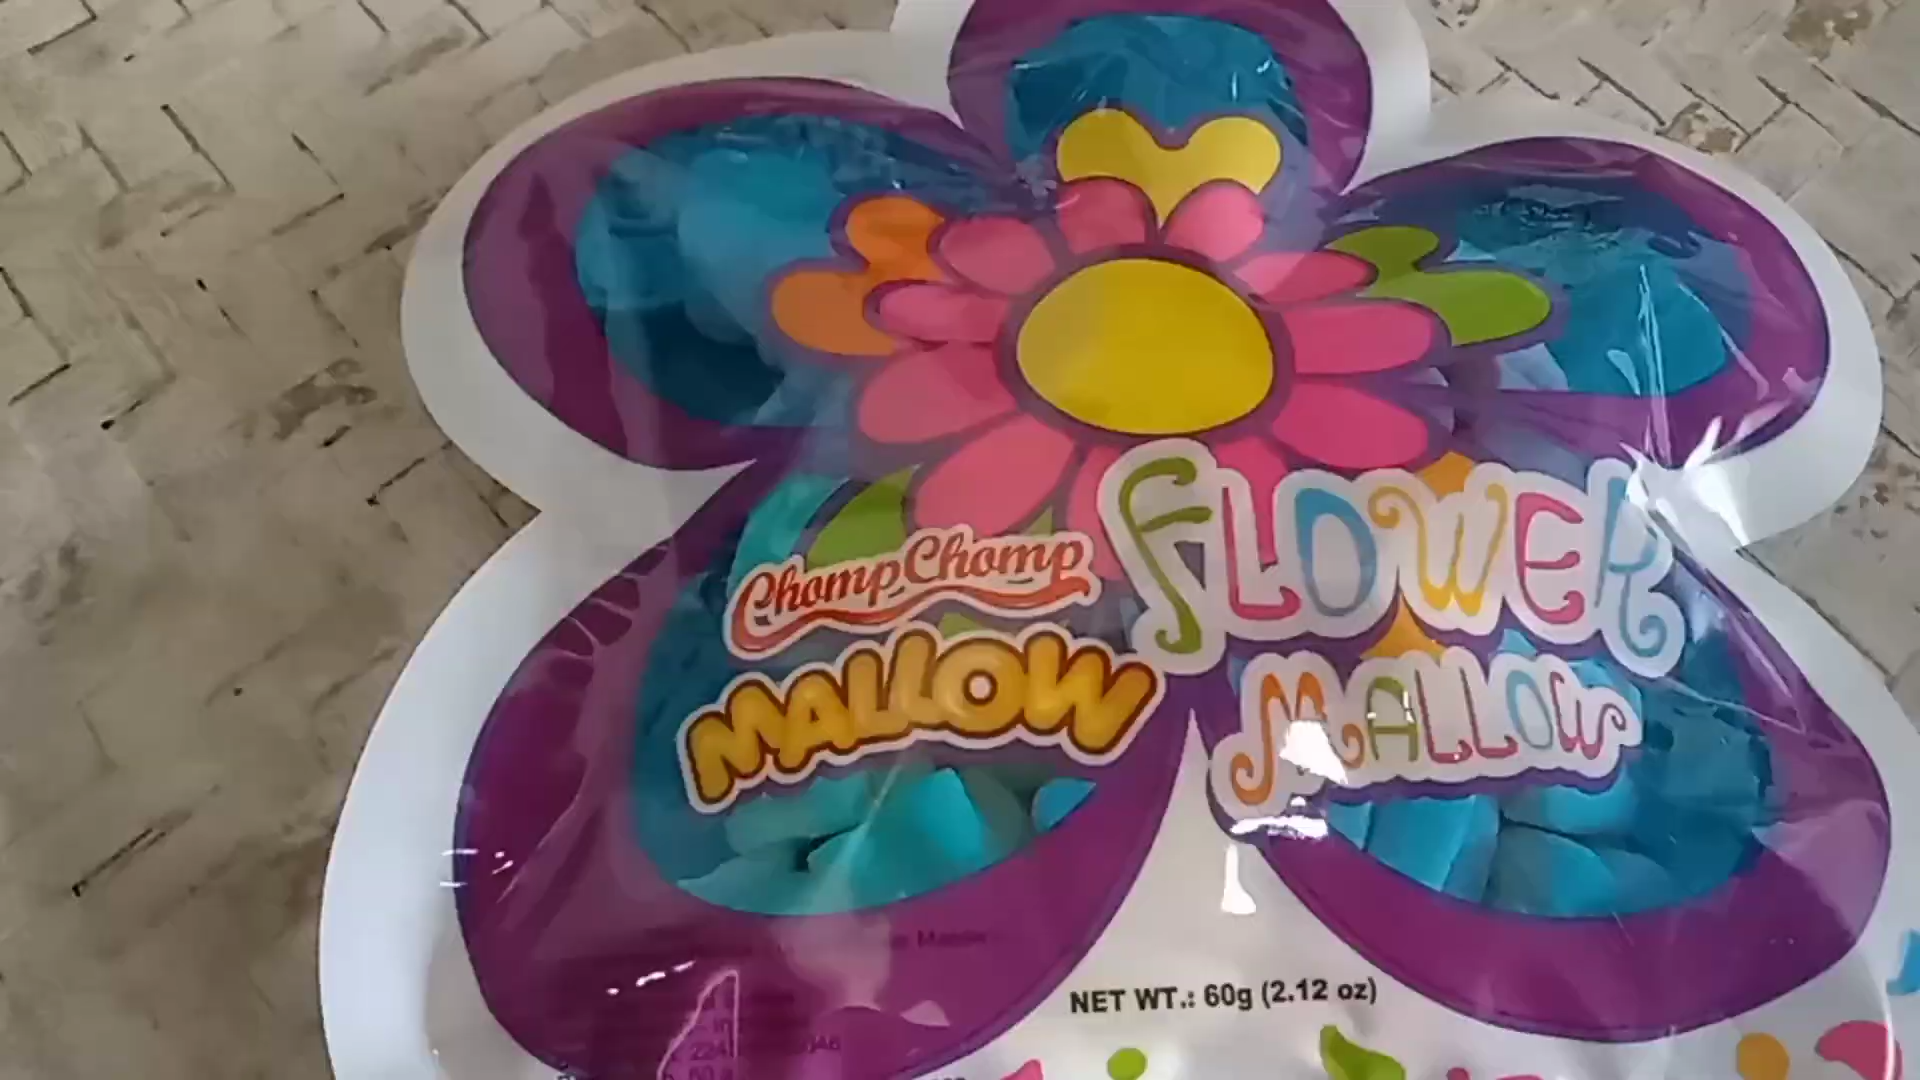 ChompChomp
MALLOW
FLOWER
MALLOW
NET WT.: 60g (2.12 oz)